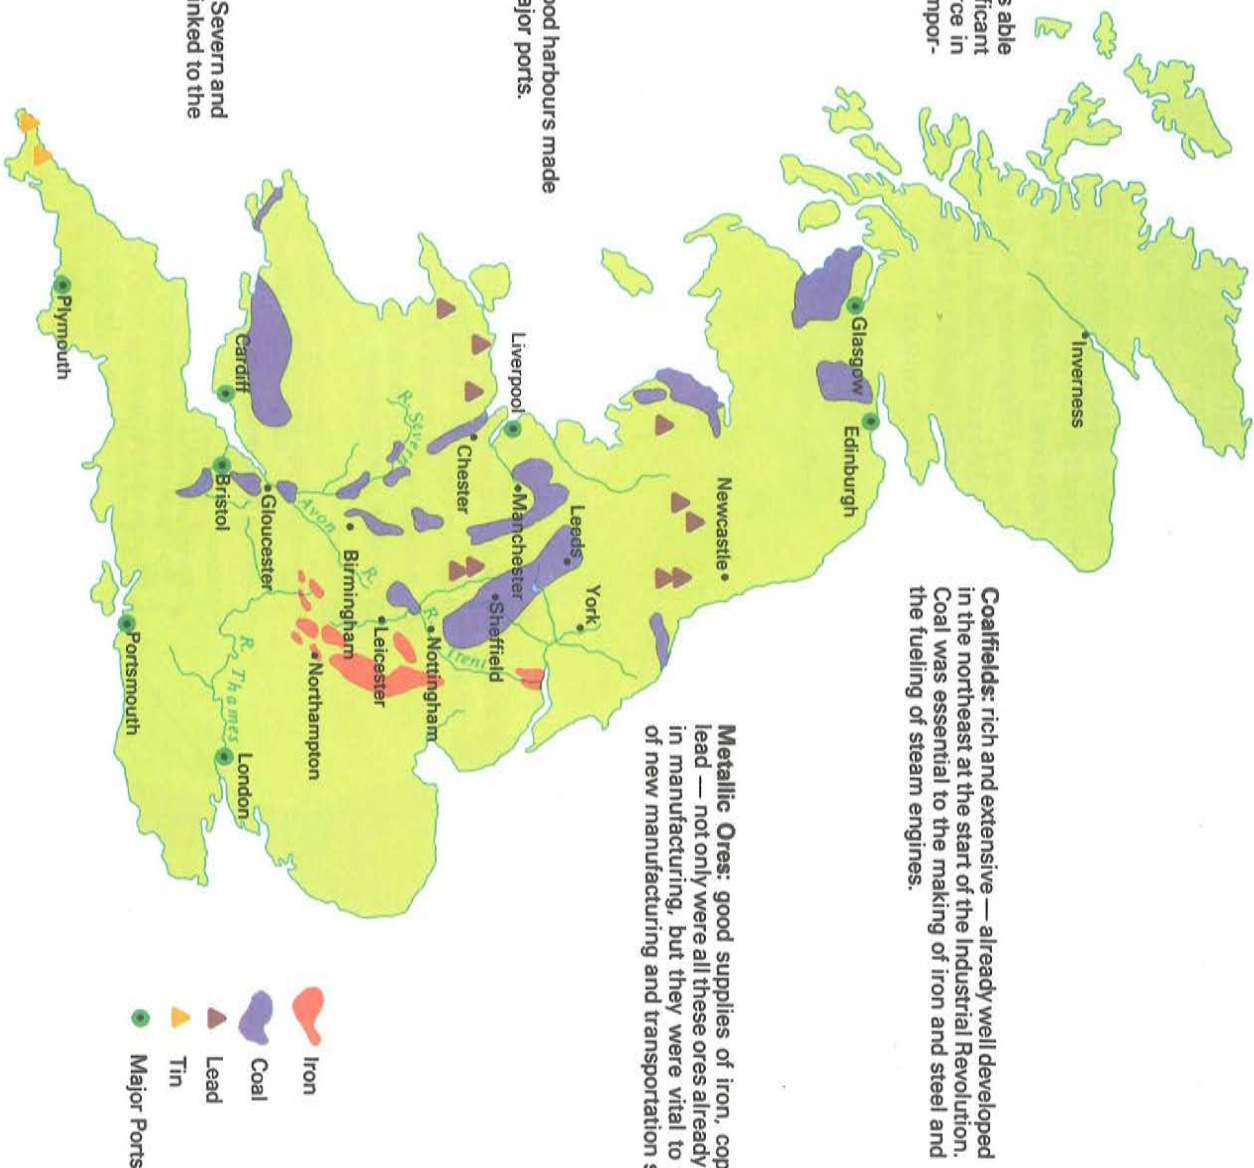 s able
ficant
rce in
mpor-
ood harbours made
ajor ports.
Severn and
inked to the
Coalfields: rich and extensive — already well developed
in the northeast at the start of the Industrial Revolution.
Coal was essential to the making of iron and steel and
the fueling of steam engines.
Metallic Ores: good supplies of iron, cop
lead — not only were all these ores already
in manufacturing, but they were vital to
of new manufacturing and transportation s
Inverness
Glasgow
Edinburgh
Newcastle
Leeds
York
Liverpool
Manchester
Sheffield
Chester
R. Trent
Nottingham
R. Severn
Leicester
Birmingham
R.
Avon
Northampton
Gloucester
Cardiff
Bristol
R. Thames
London
Plymouth
Portsmouth
Iron
Coal
Lead
Tin
Major Ports